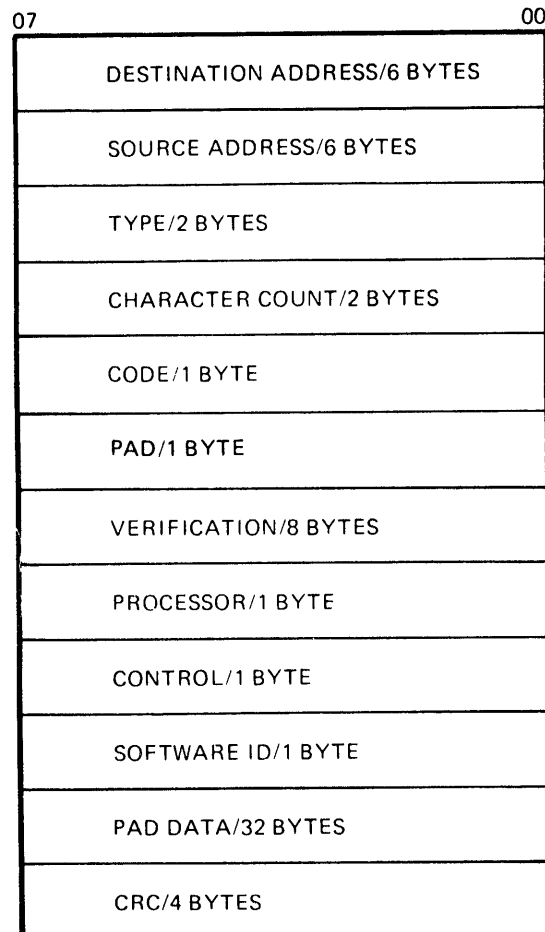 07 00
DESTINATION ADDRESS/6 BYTES
SOURCE ADDRESS/6 BYTES
TYPE/2 BYTES
CHARACTER COUNT/2 BYTES
CODE/1 BYTE
PAD/1 BYTE
VERIFICATION/8 BYTES
PROCESSOR/1 BYTE
CONTROL/1 BYTE
SOFTWARE ID/1 BYTE
PAD DATA/32 BYTES
CRC/4 BYTES